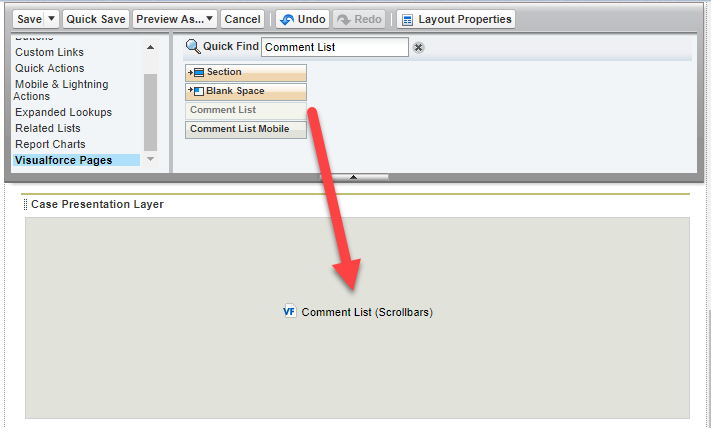 Save Quick Save Preview As... Cancel Undo Redo Layout Properties
Custom Links
Quick Actions
Mobile & Lightning
Actions
Expanded Lookups
Related Lists
Report Charts
Visualforce Pages
Quick Find Comment List
Section
Blank Space
Comment List
Comment List Mobile
Case Presentation Layer
VF Comment List (Scrollbars)